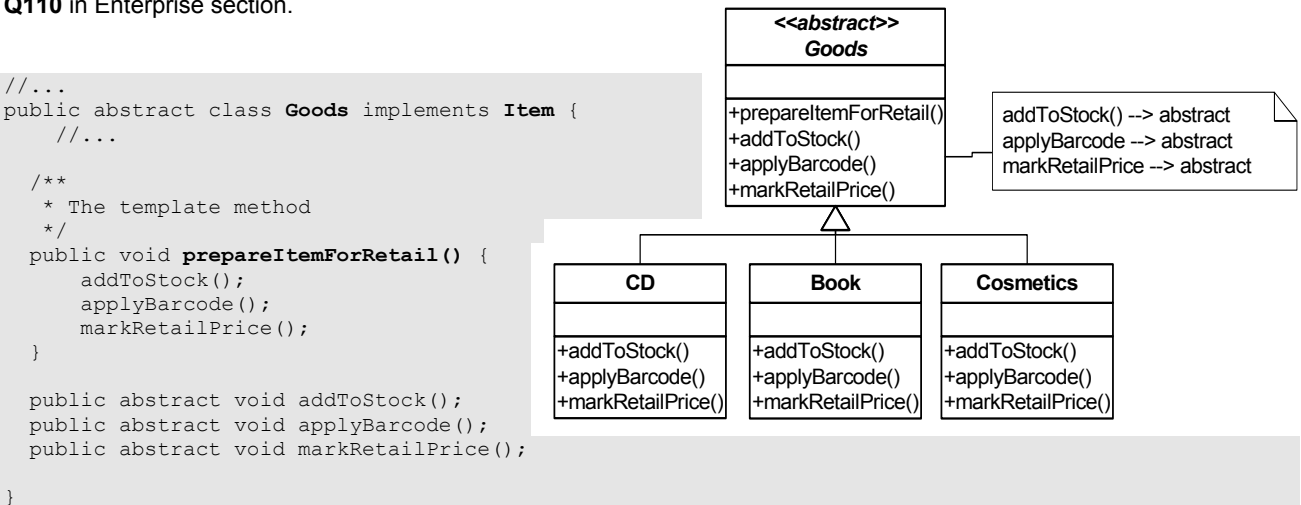 Q110 in Enterprise section.
//...
public abstract class Goods implements Item {
//...
/**
* The template method
*/
public void prepareItemForRetail() {
addToStock();
applyBarcode();
markRetailPrice();
}
public abstract void addToStock();
public abstract void applyBarcode();
public abstract void markRetailPrice();
}
<<abstract>>
Goods
+prepareItemForRetail()
+addToStock()
+applyBarcode()
+markRetailPrice()
addToStock() --> abstract
applyBarcode --> abstract
markRetailPrice --> abstract
CD
+addToStock()
+applyBarcode()
+markRetailPrice()
Book
+addToStock()
+applyBarcode()
+markRetailPrice()
Cosmetics
+addToStock()
+applyBarcode()
+markRetailPrice()